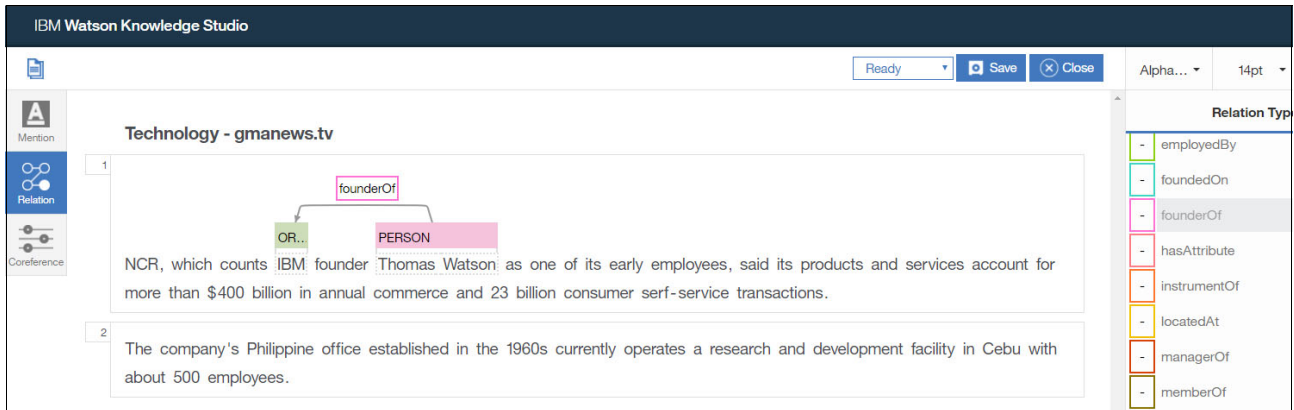 IBM Watson Knowledge Studio
Ready Save Close Alpha... 14pt
Mention
Relation
Coreference
Technology - gmanews.tv
1
founderOf
OR.. PERSON
NCR, which counts IBM founder Thomas Watson as one of its early employees, said its products and services account for
more than $400 billion in annual commerce and 23 billion consumer serf-service transactions.
2
The company's Philippine office established in the 1960s currently operates a research and development facility in Cebu with
about 500 employees.
Relation Typ
- employedBy
- foundedOn
- founderOf
- hasAttribute
- instrumentOf
- locatedAt
- managerOf
- memberOf